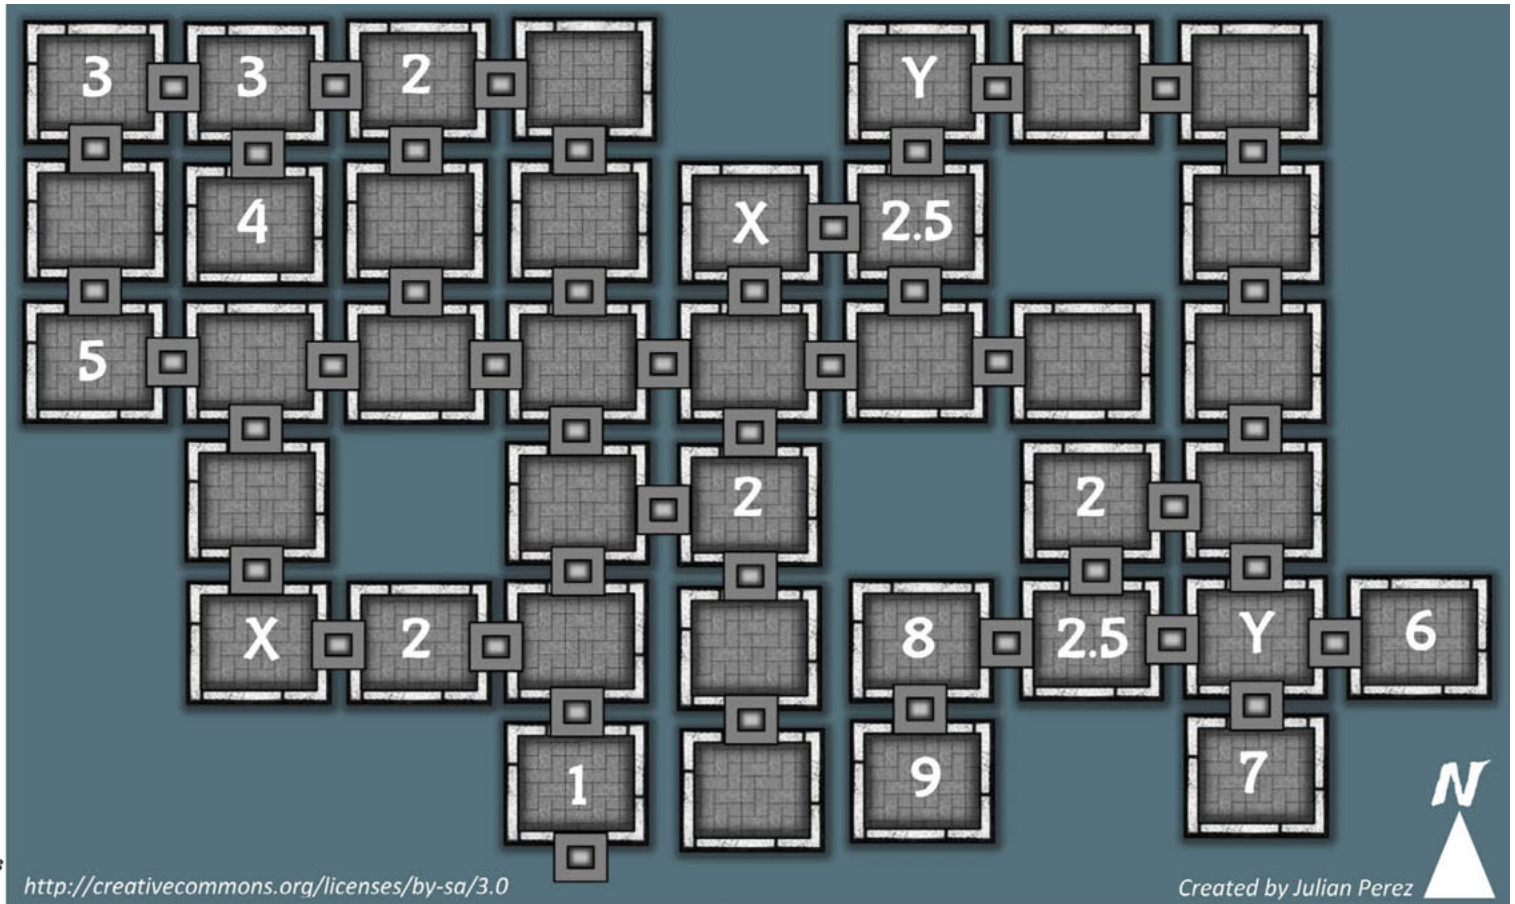 3 3 2 Y
4 X 2.5
5
2 2
X 2 8 2.5 Y 6
1 9 7
N
http://creativecommons.org/licenses/by-sa/3.0 Created by Julian Perez